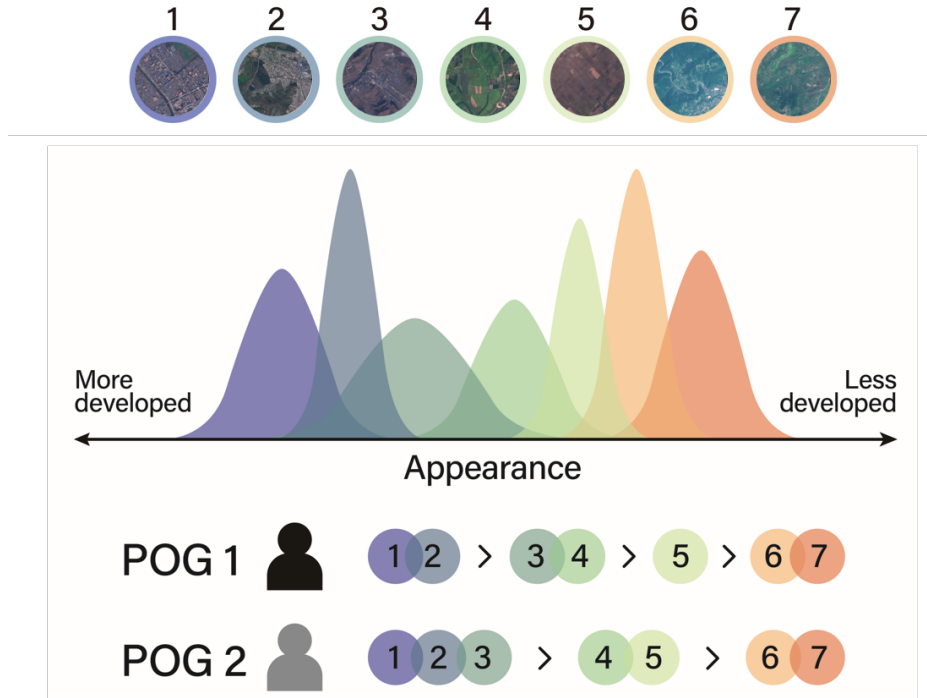 1 2 3 4 5 6 7
More
developed
Less
developed
Appearance
POG 1 1 2 > 3 4 > 5 > 6 7
POG 2 1 2 3 > 4 5 > 6 7